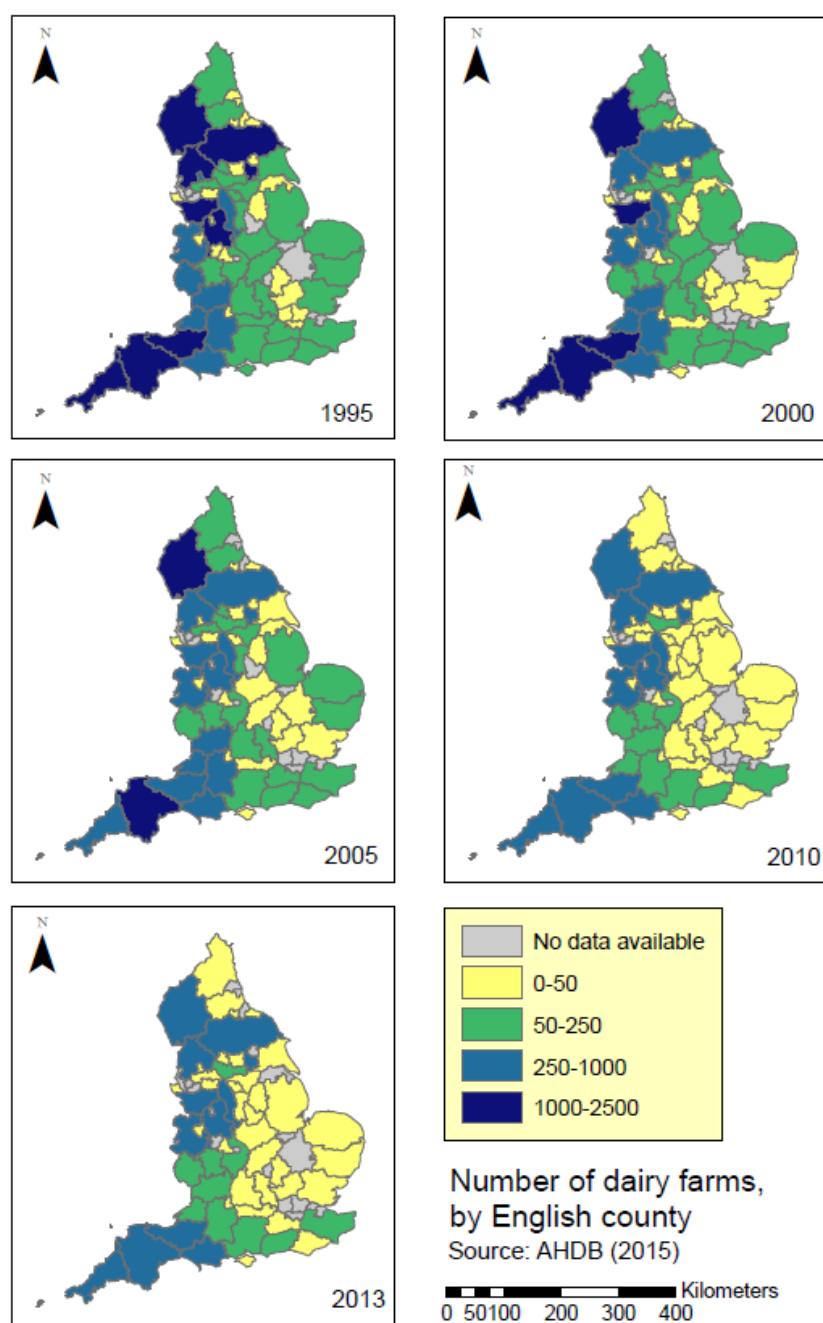 N
1995
N
2000
N
2005
N
2010
N
2013
No data available
0-50
50-250
250-1000
1000-2500
Number of dairy farms,
by English county
Source: AHDB (2015)
Kilometers
0 50100 200 300 400